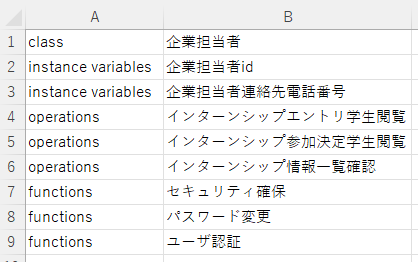 A B
1 class 企業担当者
2 instance variables 企業担当者id
3 instance variables 企業担当者連絡先電話番号
4 operations インターンシップエントリ学生閲覧
5 operations インターンシップ参加決定学生閲覧
6 operations インターンシップ情報一覧確認
7 functions セキュリティ確保
8 functions パスワード変更
9 functions ユーザ認証